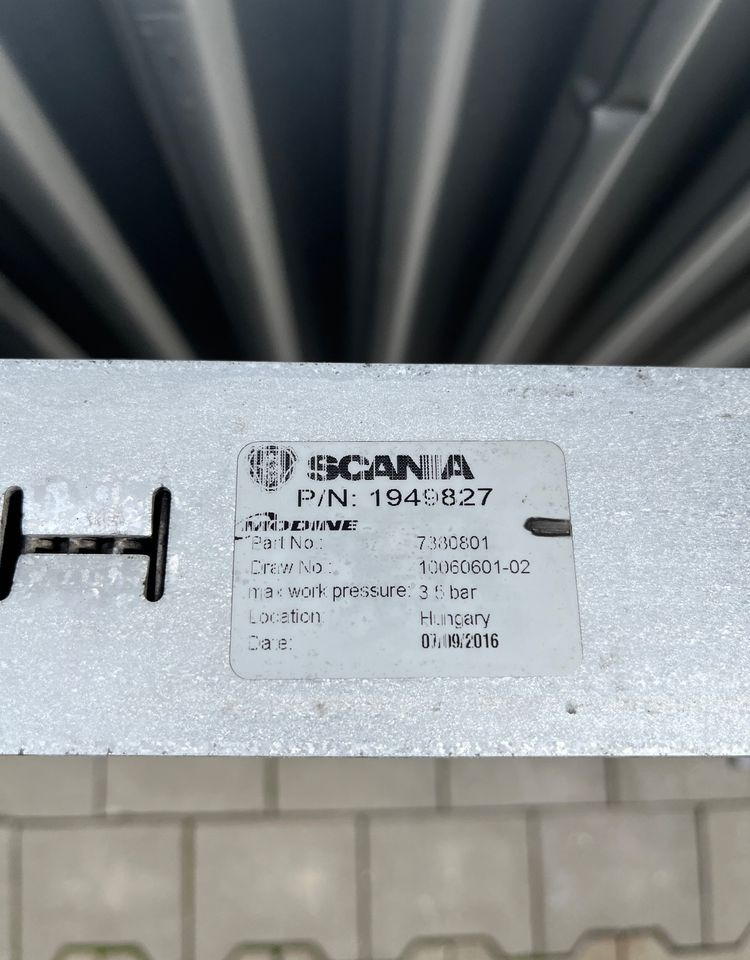 SCANIA
P/N: 1949827
MODINE
Part No.: 7380801
Draw No.: 10060601-02
max work pressure: 3.5 bar
Location: Hungary
Date: 07/09/2016